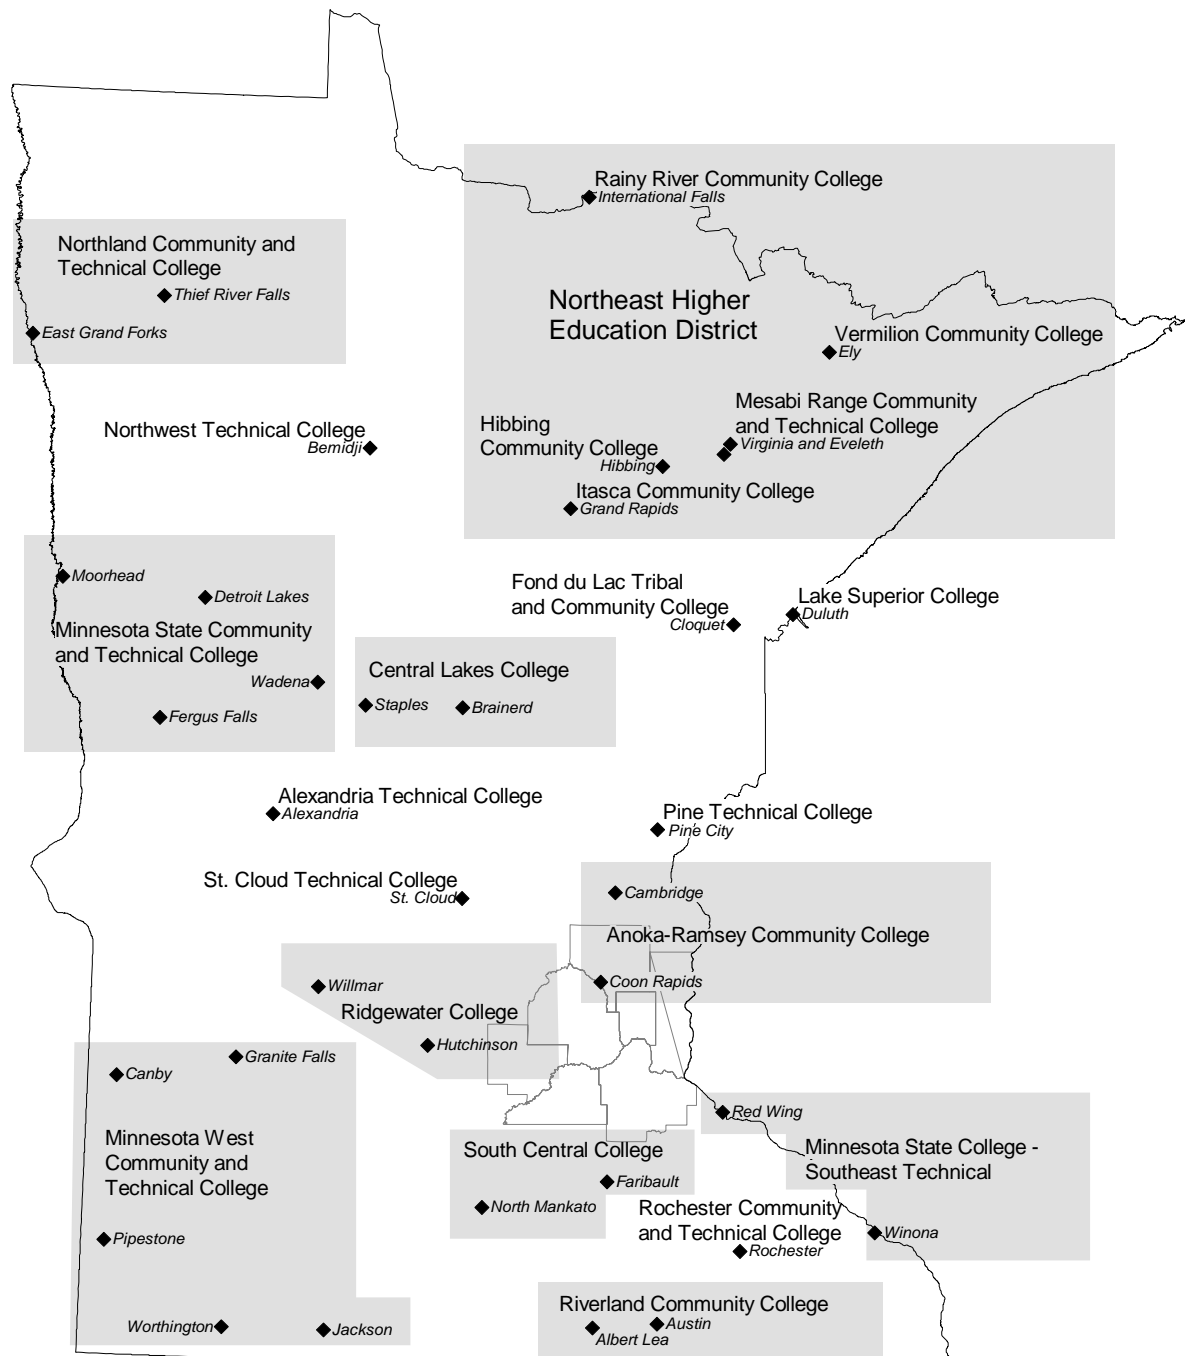 Rainy River Community College
International Falls
Northland Community and
Technical College
Thief River Falls
East Grand Forks
Northeast Higher
Education District
Vermilion Community College
Ely
Mesabi Range Community
and Technical College
Virginia and Eveleth
Hibbing
Community College
Hibbing
Northwest Technical College
Bemidji
Itasca Community College
Grand Rapids
Moorhead
Detroit Lakes
Minnesota State Community
and Technical College
Wadena
Fergus Falls
Fond du Lac Tribal
and Community College
Cloquet
Lake Superior College
Duluth
Central Lakes College
Staples
Brainerd
Alexandria Technical College
Alexandria
Pine Technical College
Pine City
St. Cloud Technical College
St. Cloud
Cambridge
Anoka-Ramsey Community College
Coon Rapids
Willmar
Ridgewater College
Hutchinson
Granite Falls
Canby
Minnesota West
Community and
Technical College
Pipestone
Worthington
Jackson
Red Wing
Minnesota State College -
Southeast Technical
Winona
South Central College
Faribault
North Mankato
Rochester Community
and Technical College
Rochester
Riverland Community College
Austin
Albert Lea